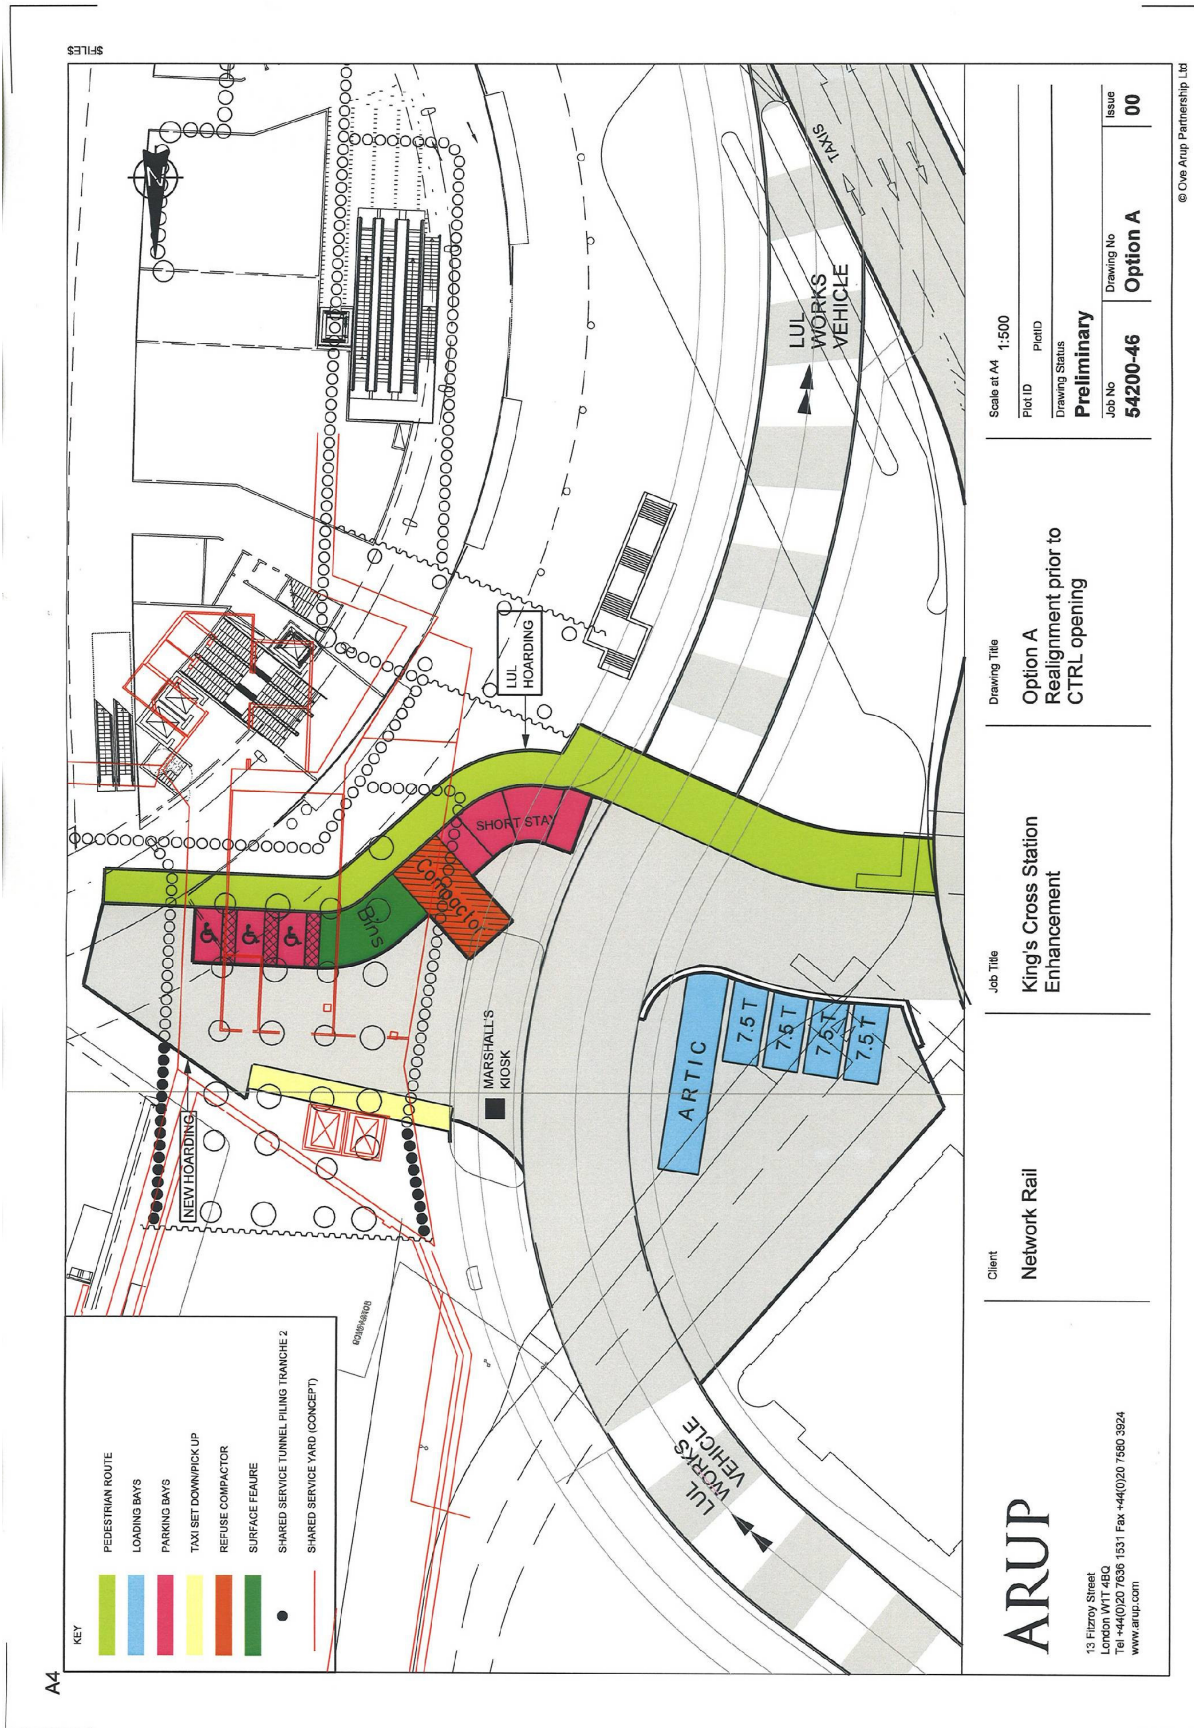 A4
$FILE$
KEY
PEDESTRIAN ROUTE
LOADING BAYS
PARKING BAYS
TAXI SET DOWN/PICK UP
REFUSE COMPACTOR
SURFACE FEAURE
SHARED SERVICE TUNNEL PILING TRANCHE 2
SHARED SERVICE YARD (CONCEPT)
N
NEW HOARDING
LUL
HOARDING
Bins
Compactor
SHORT STAY
MARSHALL'S
KIOSK
ARTIC
7.5 T
7.5 T
7.5 T
7.5 T
LUL
WORKS
VEHICLE
LUL
WORKS
VEHICLE
TAXIS
ARUP
13 Fitzroy Street
London W1T 4BQ
Tel +44(0)20 7636 1531 Fax +44(0)20 7580 3924
www.arup.com
Client
Network Rail
Job Title
King's Cross Station
Enhancement
Drawing Title
Option A
Realignment prior to
CTRL opening
Scale at A4 1:500
Plot ID PlotID
Drawing Status
Preliminary
Job No
54200-46
Drawing No
Option A
Issue
00
© Ove Arup Partnership Ltd